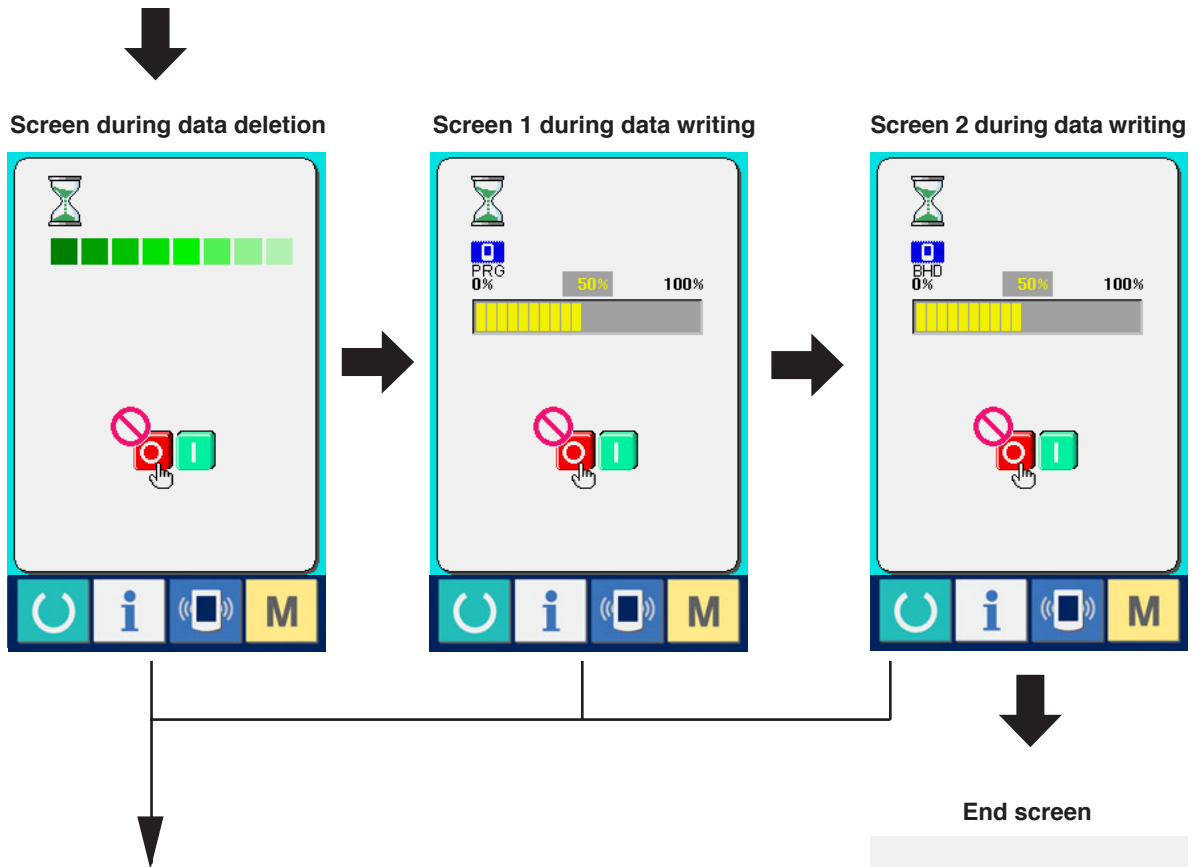 Screen during data deletion
Screen 1 during data writing
Screen 2 during data writing
PRG
0% 50% 100%
BHD
0% 50% 100%
i M
i M
i M
End screen